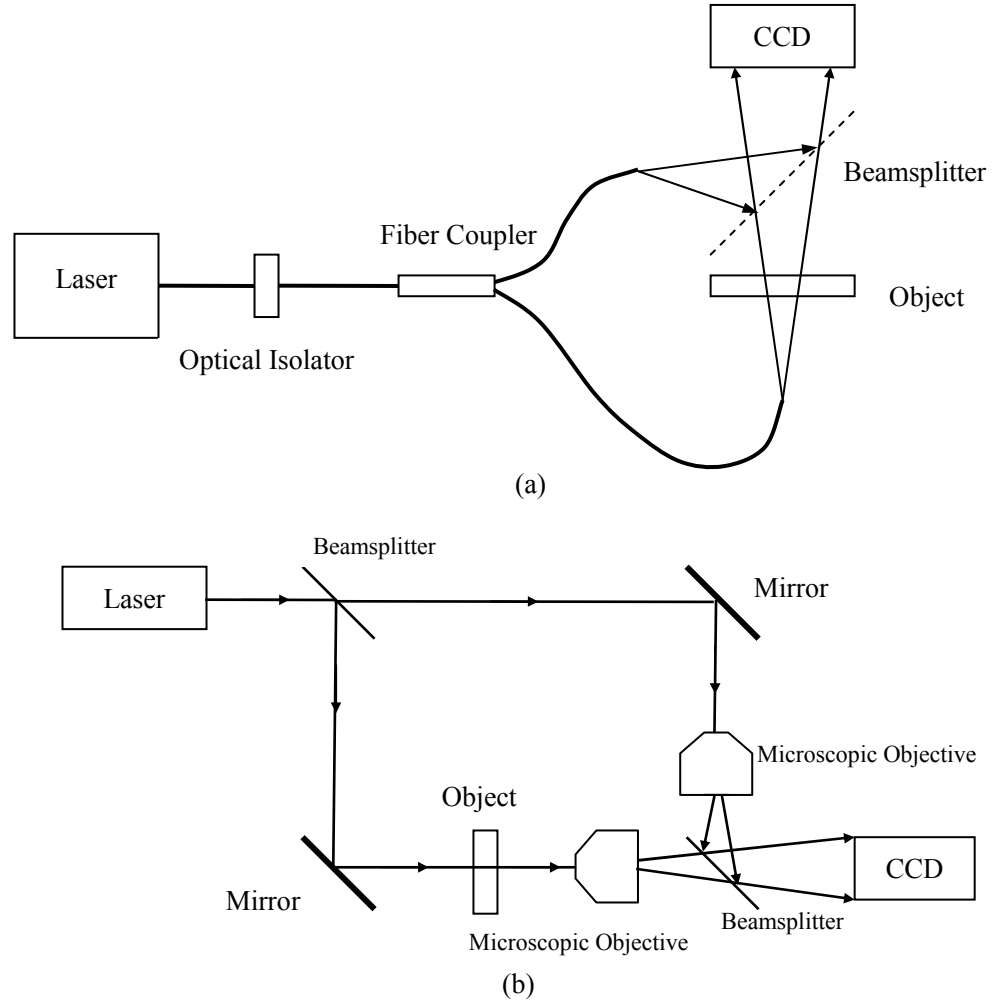 CCD
Beamsplitter
Fiber Coupler
Laser
Object
Optical Isolator
(a)
Beamsplitter
Laser
Mirror
Microscopic Objective
Object
CCD
Mirror
Beamsplitter
Microscopic Objective
(b)